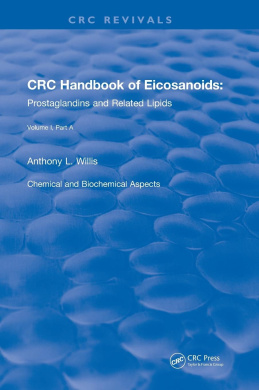 CRC REVIVALS
CRC Handbook of Eicosanoids:
Prostaglandins and Related Lipids
Volume I, Part A
Anthony L. Willis
Chemical and Biochemical Aspects
CRC
CRC Press
Taylor & Francis Group